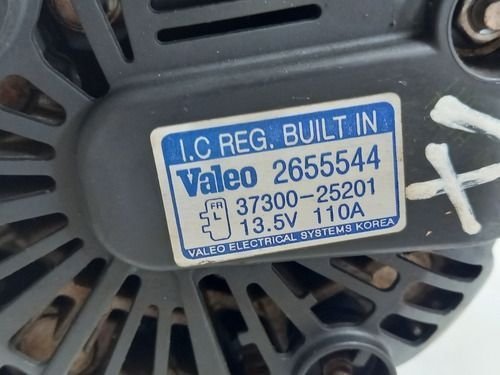 I.C REG. BUILT IN
Valeo 2655544
FR L 37300-25201
13.5V 110A
VALEO ELECTRICAL SYSTEMS KOREA